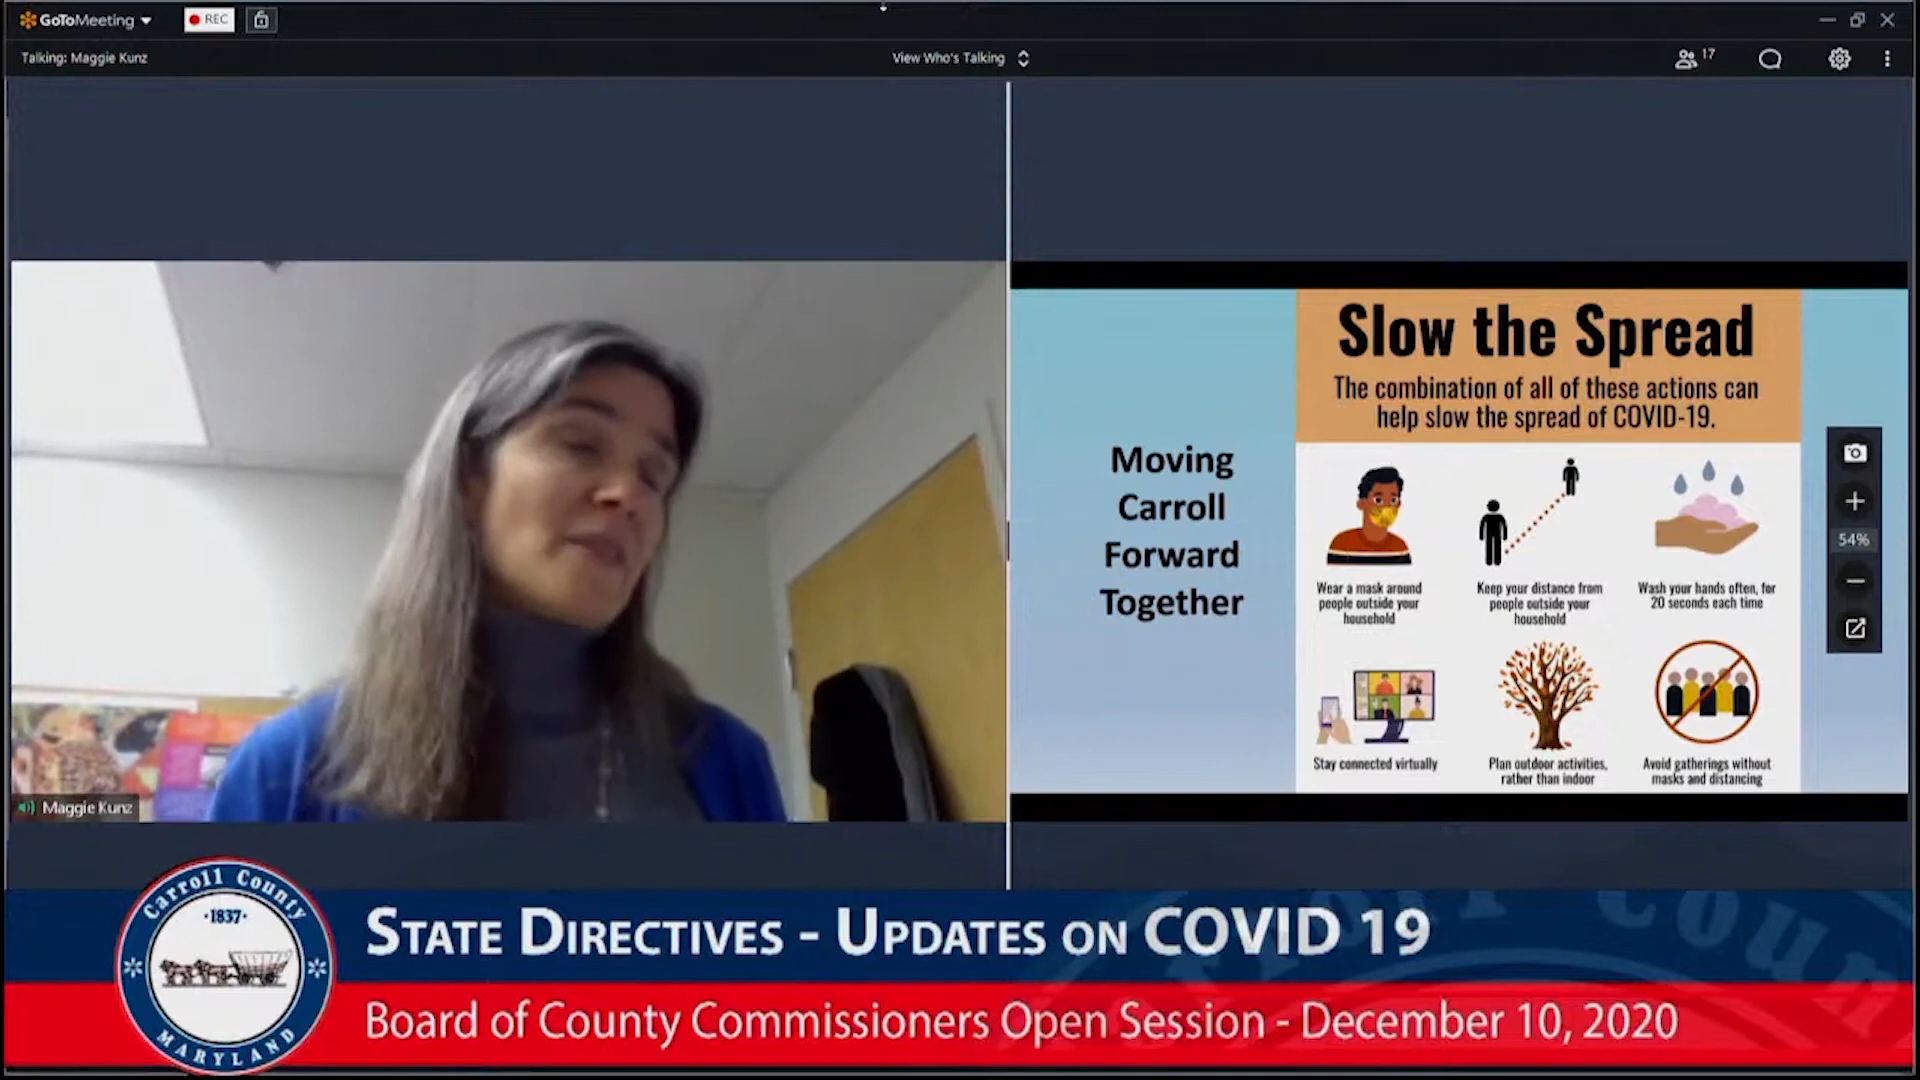 GoToMeeting
REC
Talking: Maggie Kunz
View Who's Talking
17
Slow the Spread
The combination of all of these actions can
help slow the spread of COVID-19.
Moving
Carroll
Forward
Together
Wear a mask around
people outside your
household
Keep your distance from
people outside your
household
Wash your hands often, for
20 seconds each time
Stay connected virtually
Plan outdoor activities,
rather than indoor
Avoid gatherings without
masks and distancing
54%
Maggie Kunz
Carroll County
·1837·
MARYLAND
STATE DIRECTIVES - UPDATES ON COVID 19
Board of County Commissioners Open Session - December 10, 2020